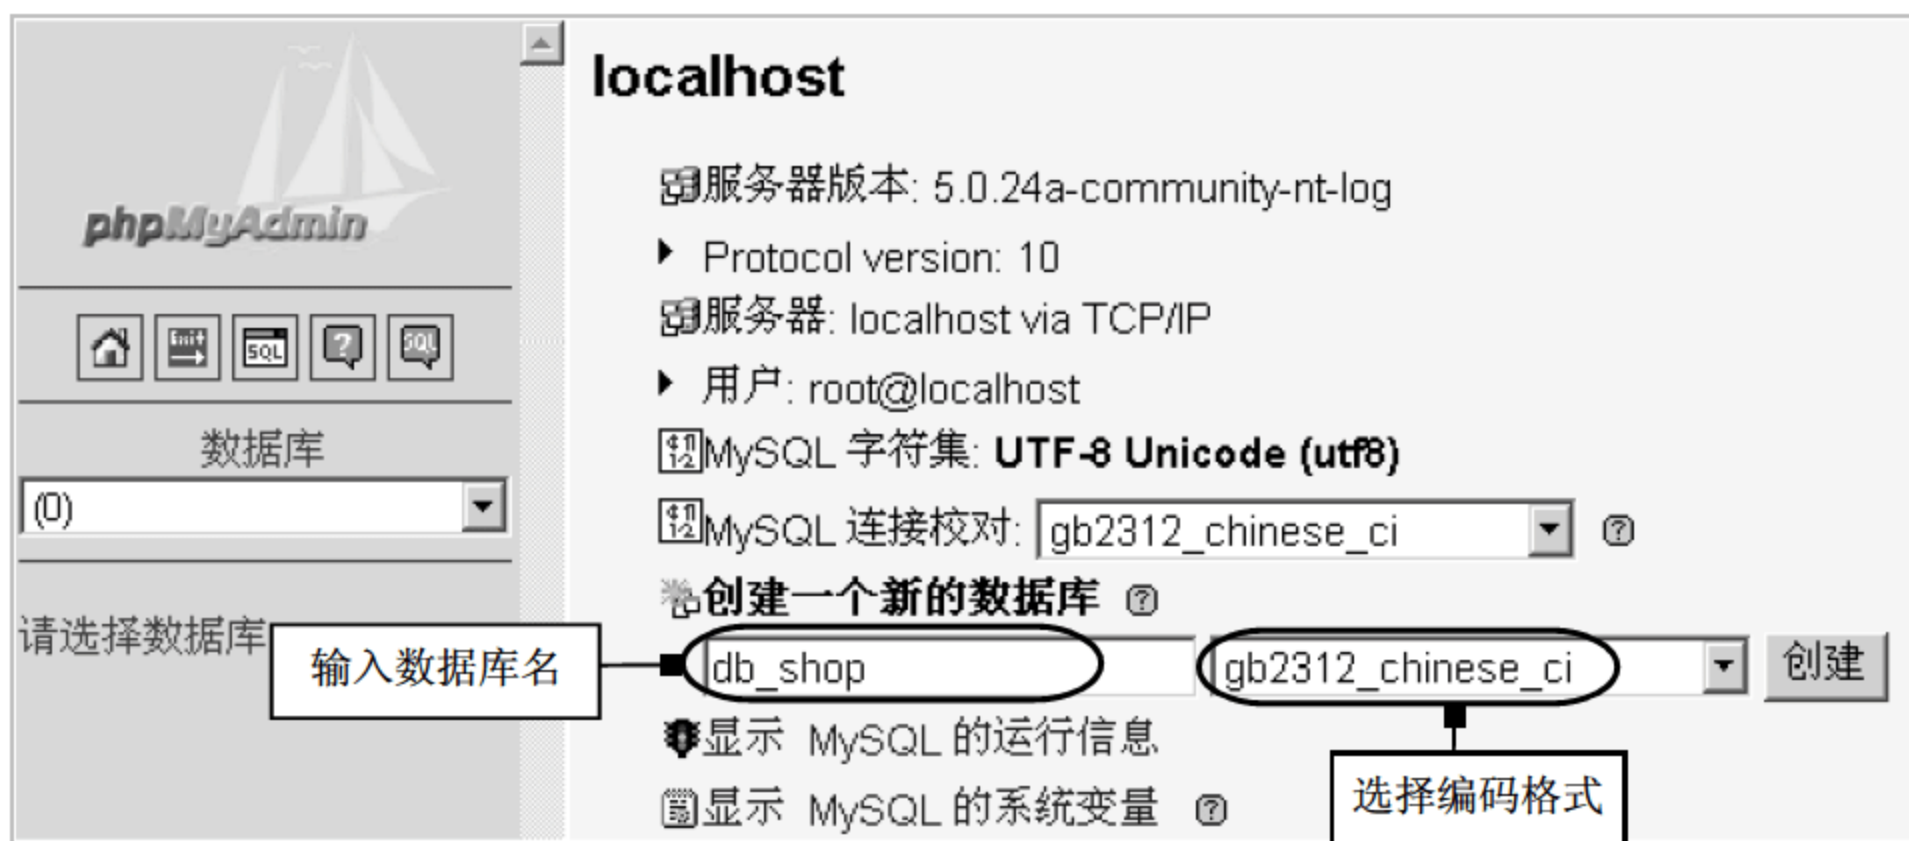 phpMyAdmin
SQL
?
SQL
数据库
(0)
请选择数据库
localhost
服务器版本: 5.0.24a-community-nt-log
Protocol version: 10
服务器: localhost via TCP/IP
用户: root@localhost
MySQL 字符集: UTF-8 Unicode (utf8)
MySQL 连接校对: gb2312_chinese_ci ?
创建一个新的数据库 ?
输入数据库名
db_shop gb2312_chinese_ci 创建
显示 MySQL 的运行信息
选择编码格式
显示 MySQL 的系统变量 ?